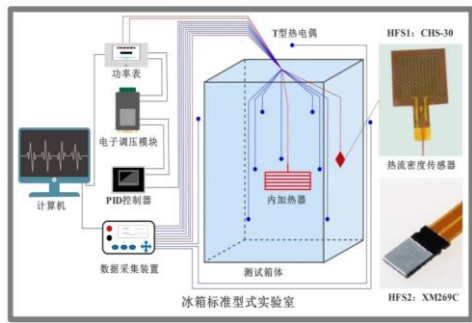 T型热电偶
HFS1：CHS-30
功率表
电子调压模块
计算机
PID控制器
内加热器
热流密度传感器
数据采集装置
测试箱体
冰箱标准型式实验室
HFS2：XM269C